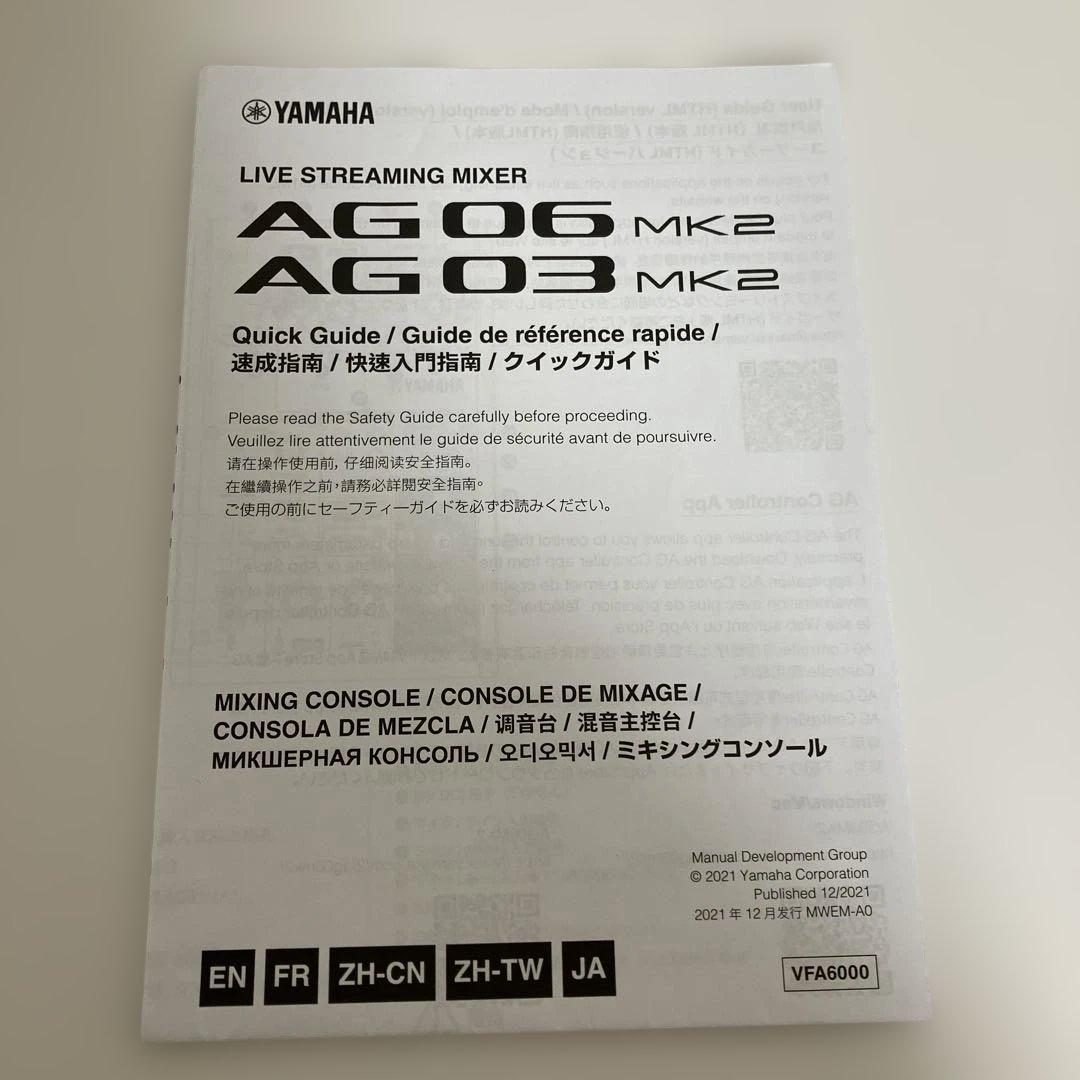 YAMAHA
LIVE STREAMING MIXER
AG 06 MK2
AG 03 MK2
Quick Guide / Guide de référence rapide /
速成指南 / 快速入門指南 / クイックガイド
Please read the Safety Guide carefully before proceeding.
Veuillez lire attentivement le guide de sécurité avant de poursuivre.
请在操作使用前，仔细阅读安全指南。
在繼續操作之前，請務必詳閱安全指南。
ご使用の前にセーフティーガイドを必ずお読みください。
MIXING CONSOLE / CONSOLE DE MIXAGE /
CONSOLA DE MEZCLA / 调音台 / 混音主控台 /
МИКШЕРНАЯ КОНСОЛЬ / 오디오믹서 / ミキシングコンソール
Manual Development Group
© 2021 Yamaha Corporation
Published 12/2021
2021 年 12 月发行 MWEM-A0
EN FR ZH-CN ZH-TW JA
VFA6000